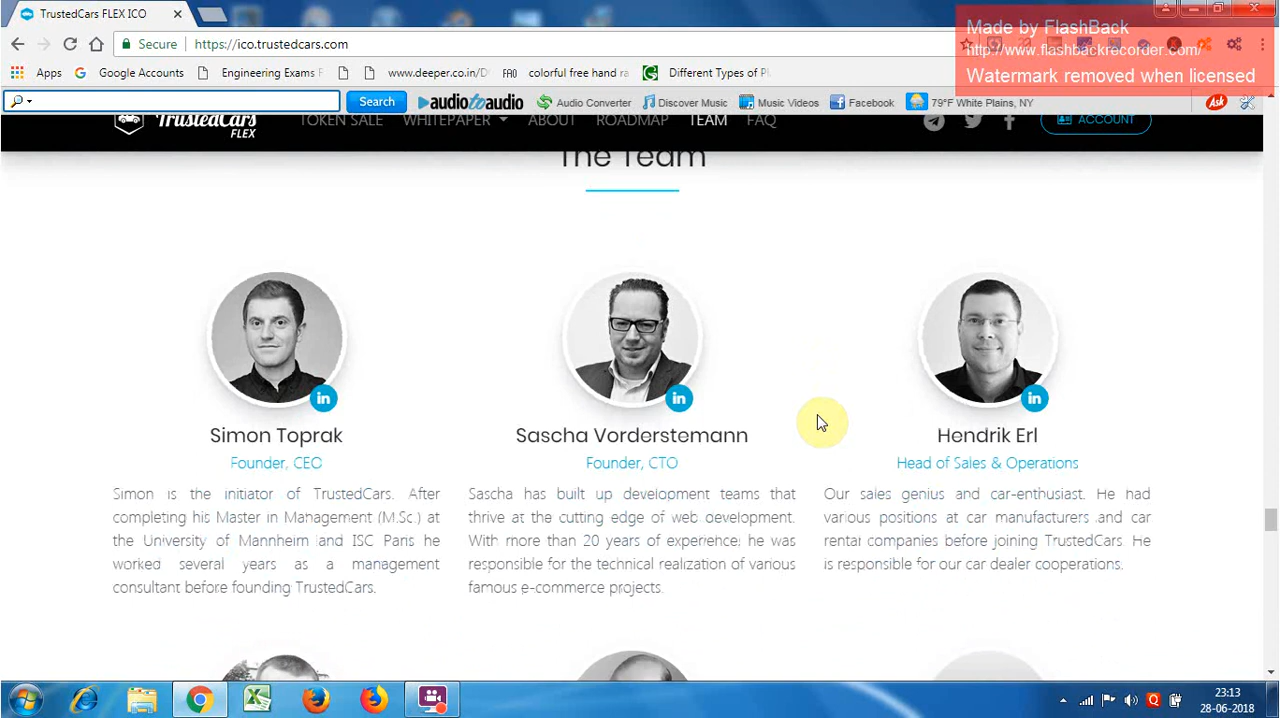 TrustedCars FLEX ICO
Made by FlashBack
Secure https://ico.trustedcars.com
http://www.flashbackrecorder.com/
Apps Google Accounts Engineering Exams F www.deeper.co.in/D FAO colorful free hand ra Different Types of Pl
Watermark removed when licensed
Search audiotoaudio Audio Converter Discover Music Music Videos Facebook 79°F White Plains, NY Ask
TRUSTEDCARS FLEX
TOKEN SALE WHITEPAPER ABOUT ROADMAP TEAM FAQ ACCOUNT
The Team
in in in
Simon Toprak
Founder, CEO
Simon is the initiator of TrustedCars. After
completing his Master in Management (M.Sc.) at
the University of Mannheim and ISC Paris he
worked several years as a management
consultant before founding TrustedCars.
Sascha Vorderstemann
Founder, CTO
Sascha has built up development teams that
thrive at the cutting edge of web development.
With more than 20 years of experience, he was
responsible for the technical realization of various
famous e-commerce projects.
Hendrik Erl
Head of Sales & Operations
Our sales genius and car-enthusiast. He had
various positions at car manufacturers and car
rental companies before joining TrustedCars. He
is responsible for our car dealer cooperations.
23:13
28-06-2018